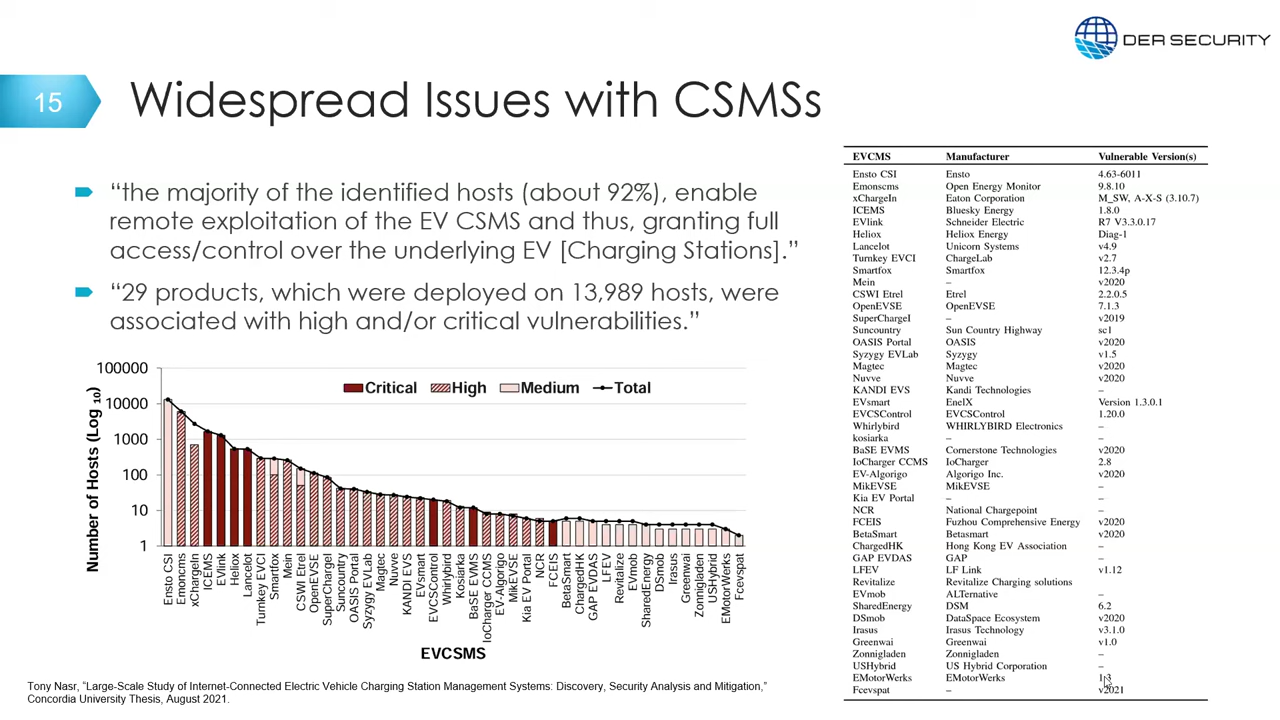 DER SECURITY
15
Widespread Issues with CSMSs
“the majority of the identified hosts (about 92%), enable
remote exploitation of the EV CSMS and thus, granting full
access/control over the underlying EV [Charging Stations].”
“29 products, which were deployed on 13,989 hosts, were
associated with high and/or critical vulnerabilities.”
Number of Hosts (Log 10)
100000
10000
1000
100
10
1
Critical High Medium Total
Ensto CSI
Emoncms
xChargeIn
ICEMS
EVlink
Heliox
Lancelot
Turnkey EVCI
Smartfox
Mein
CSWI Etrel
OpenEVSE
SuperChargeI
Suncountry
OASIS Portal
Syzygy EVLab
Magtec
Nuvve
KANDI EVS
EVsmart
EVCSControl
Whirlybird
Kosiarka
BaSE EVMS
IoCharger CCMS
EV-Algorigo
MikEVSE
Kia EV Portal
NCR
FCEIS
BetaSmart
ChargedHK
GAP EVDAS
LFEV
Revitalize
EVmob
SharedEnergy
DSmob
Irasus
Greenwai
Zonnigladen
USHybrid
EMotorWerks
Fcevspat
EVCSMS
EVCMS Manufacturer Vulnerable Version(s)
Ensto CSI Ensto 4.63-6011
Emonscms Open Energy Monitor 9.8.10
xChargeIn Eaton Corporation M_SW, A-X-S (3.10.7)
ICEMS Bluesky Energy 1.8.0
EVlink Schneider Electric R7 V3.3.0.17
Heliox Heliox Energy Diag-1
Lancelot Unicorn Systems v4.9
Turnkey EVCI ChargeLab v2.7
Smartfox Smartfox 12.3.4p
Mein – v2020
CSWI Etrel Etrel 2.2.0.5
OpenEVSE OpenEVSE 7.1.3
SuperChargeI – v2019
Suncountry Sun Country Highway sc1
OASIS Portal OASIS v2020
Syzygy EVLab Syzygy v1.5
Magtec Magtec v2020
Nuvve Nuvve v2020
KANDI EVS Kandi Technologies –
EVsmart EnelX Version 1.3.0.1
EVCSControl EVCSControl 1.20.0
Whirlybird WHIRLYBIRD Electronics –
kosiarka – –
BaSE EVMS Cornerstone Technologies v2020
IoCharger CCMS IoCharger 2.8
EV-Algorigo Algorigo Inc. v2020
MikEVSE MikEVSE –
Kia EV Portal – –
NCR National Chargepoint –
FCEIS Fuzhou Comprehensive Energy v2020
BetaSmart Betasmart v2020
ChargedHK Hong Kong EV Association –
GAP EVDAS GAP –
LFEV LF Link v1.12
Revitalize Revitalize Charging solutions
EVmob ALTernative –
SharedEnergy DSM 6.2
DSmob DataSpace Ecosystem v2020
Irasus Irasus Technology v3.1.0
Greenwai Greenwai v1.0
Zonnigladen Zonnigladen –
USHybrid US Hybrid Corporation –
EMotorWerks EMotorWerks 1.3
Fcevspat – v2021
Tony Nasr, “Large-Scale Study of Internet-Connected Electric Vehicle Charging Station Management Systems: Discovery, Security Analysis and Mitigation,”
Concordia University Thesis, August 2021.